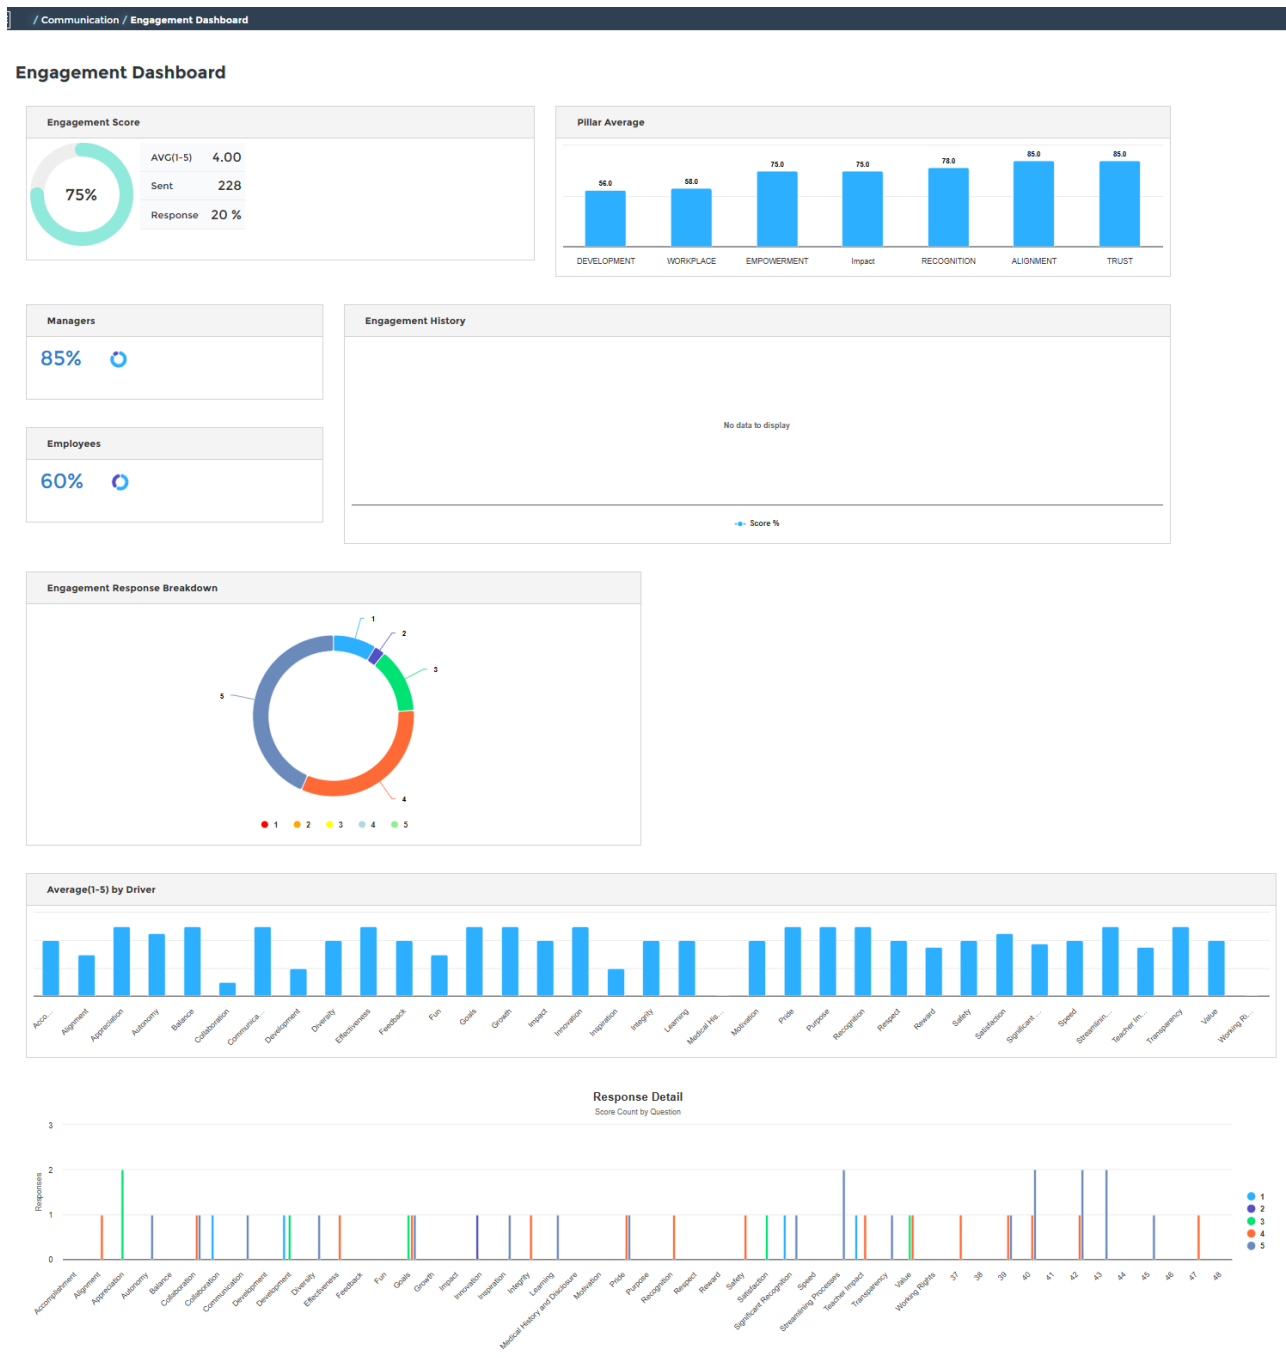 / Communication / Engagement Dashboard
Engagement Dashboard
Engagement Score
75%
AVG(1-5) 4.00
Sent 228
Response 20 %
Pillar Average
56.0 58.0 75.0 75.0 78.0 85.0 85.0
DEVELOPMENT WORKPLACE EMPOWERMENT Impact RECOGNITION ALIGNMENT TRUST
Managers
85%
Engagement History
No data to display
Score %
Employees
60%
Engagement Response Breakdown
1
2
3
5
4
1 2 3 4 5
Average(1-5) by Driver
Acco... Alignment Appreciation Autonomy Balance Collaboration Communica... Development Diversity Effectiveness Feedback Fun Goals Growth Impact Innovation Inspiration Integrity Learning Medical His... Motivation Pride Purpose Recognition Respect Reward Safety Satisfaction Significant ... Speed Streamlinin... Teacher Im... Transparency Value Working Ri...
Response Detail
Score Count by Question
3
2
1
0
Responses
1
2
3
4
5
Accomplishment Alignment Appreciation Autonomy Balance Collaboration Collaboration Communication Development Development Diversity Effectiveness Feedback Fun Goals Growth Impact Innovation Inspiration Integrity Learning Medical History and Disclosure Motivation Pride Purpose Recognition Respect Reward Safety Satisfaction Significant Recognition Speed Streamlining Processes Teacher Impact Transparency Value Working Rights 37 38 39 40 41 42 43 44 45 46 47 48